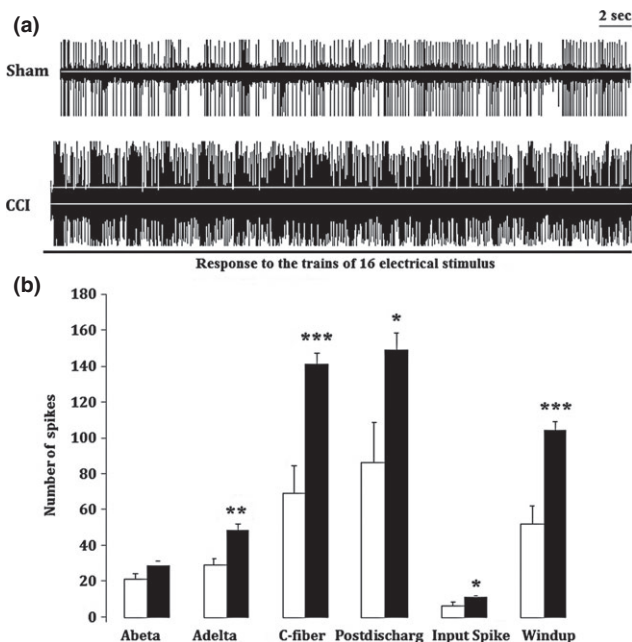 (a)
2 sec
Sham
CCI
Response to the trains of 16 electrical stimulus
(b)
Number of spikes
180
160
140
120
100
80
60
40
20
0
***
*
***
**
*
Abeta Adelta C-fiber Postdischarg Input Spike Windup